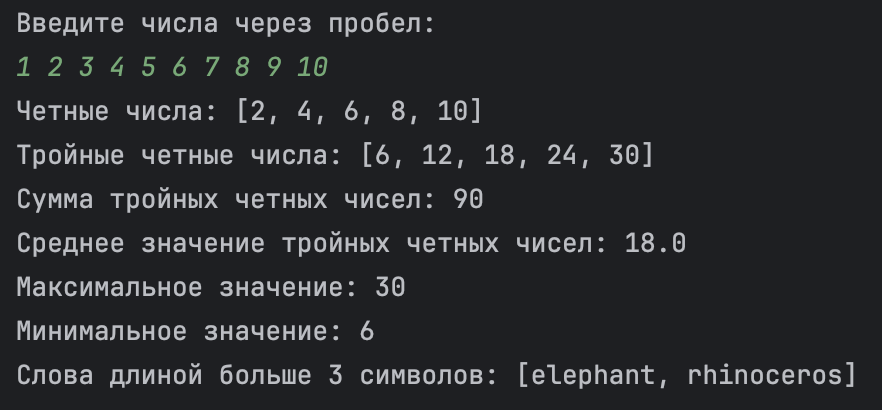 Введите числа через пробел:
1 2 3 4 5 6 7 8 9 10
Четные числа: [2, 4, 6, 8, 10]
Тройные четные числа: [6, 12, 18, 24, 30]
Сумма тройных четных чисел: 90
Среднее значение тройных четных чисел: 18.0
Максимальное значение: 30
Минимальное значение: 6
Слова длиной больше 3 символов: [elephant, rhinoceros]